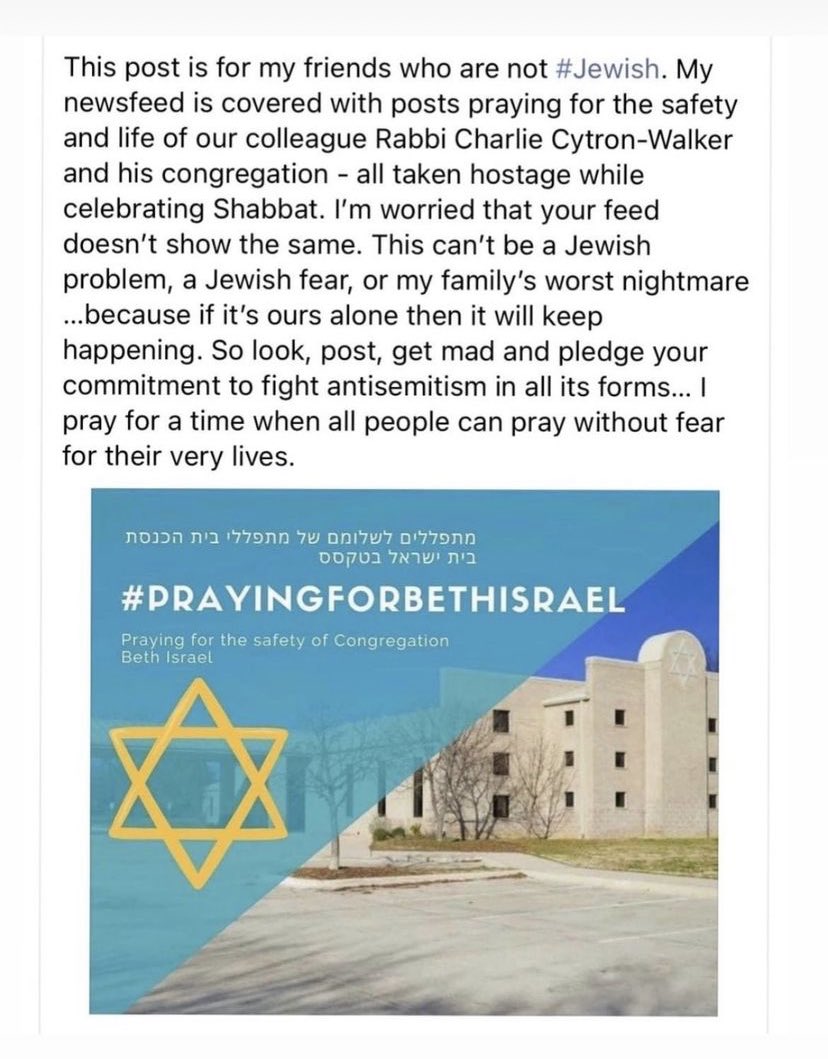 This post is for my friends who are not #Jewish. My
newsfeed is covered with posts praying for the safety
and life of our colleague Rabbi Charlie Cytron-Walker
and his congregation - all taken hostage while
celebrating Shabbat. I'm worried that your feed
doesn't show the same. This can't be a Jewish
problem, a Jewish fear, or my family's worst nightmare
...because if it's ours alone then it will keep
happening. So look, post, get mad and pledge your
commitment to fight antisemitism in all its forms... I
pray for a time when all people can pray without fear
for their very lives.
מתפללים לשלומם של מתפללי בית הכנסת
בית ישראל בטקסס
#PRAYINGFORBETHISRAEL
Praying for the safety of Congregation
Beth Israel